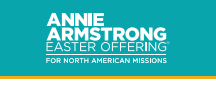 ANNIE
ARMSTRONG
EASTER OFFERING®
FOR NORTH AMERICAN MISSIONS